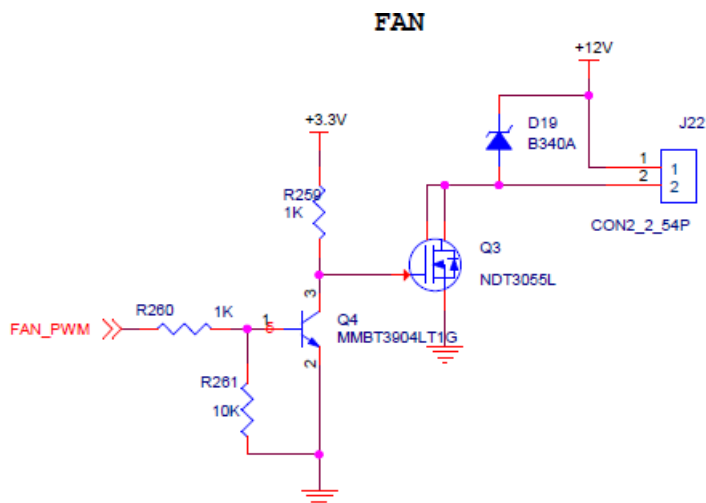 FAN
+12V
D19
B340A
J22
1
2
1
2
CON2_2_54P
+3.3V
R259
1K
Q3
NDT3055L
3
R260
1K
1
FAN_PWM
Q4
MMBT3904LT1G
2
R261
10K